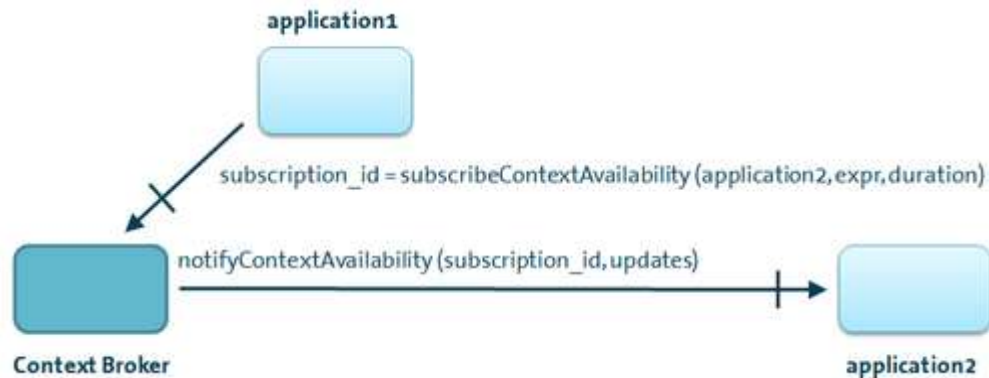 application1
subscription_id = subscribeContextAvailability (application2, expr, duration)
notifyContextAvailability (subscription_id, updates)
Context Broker
application2